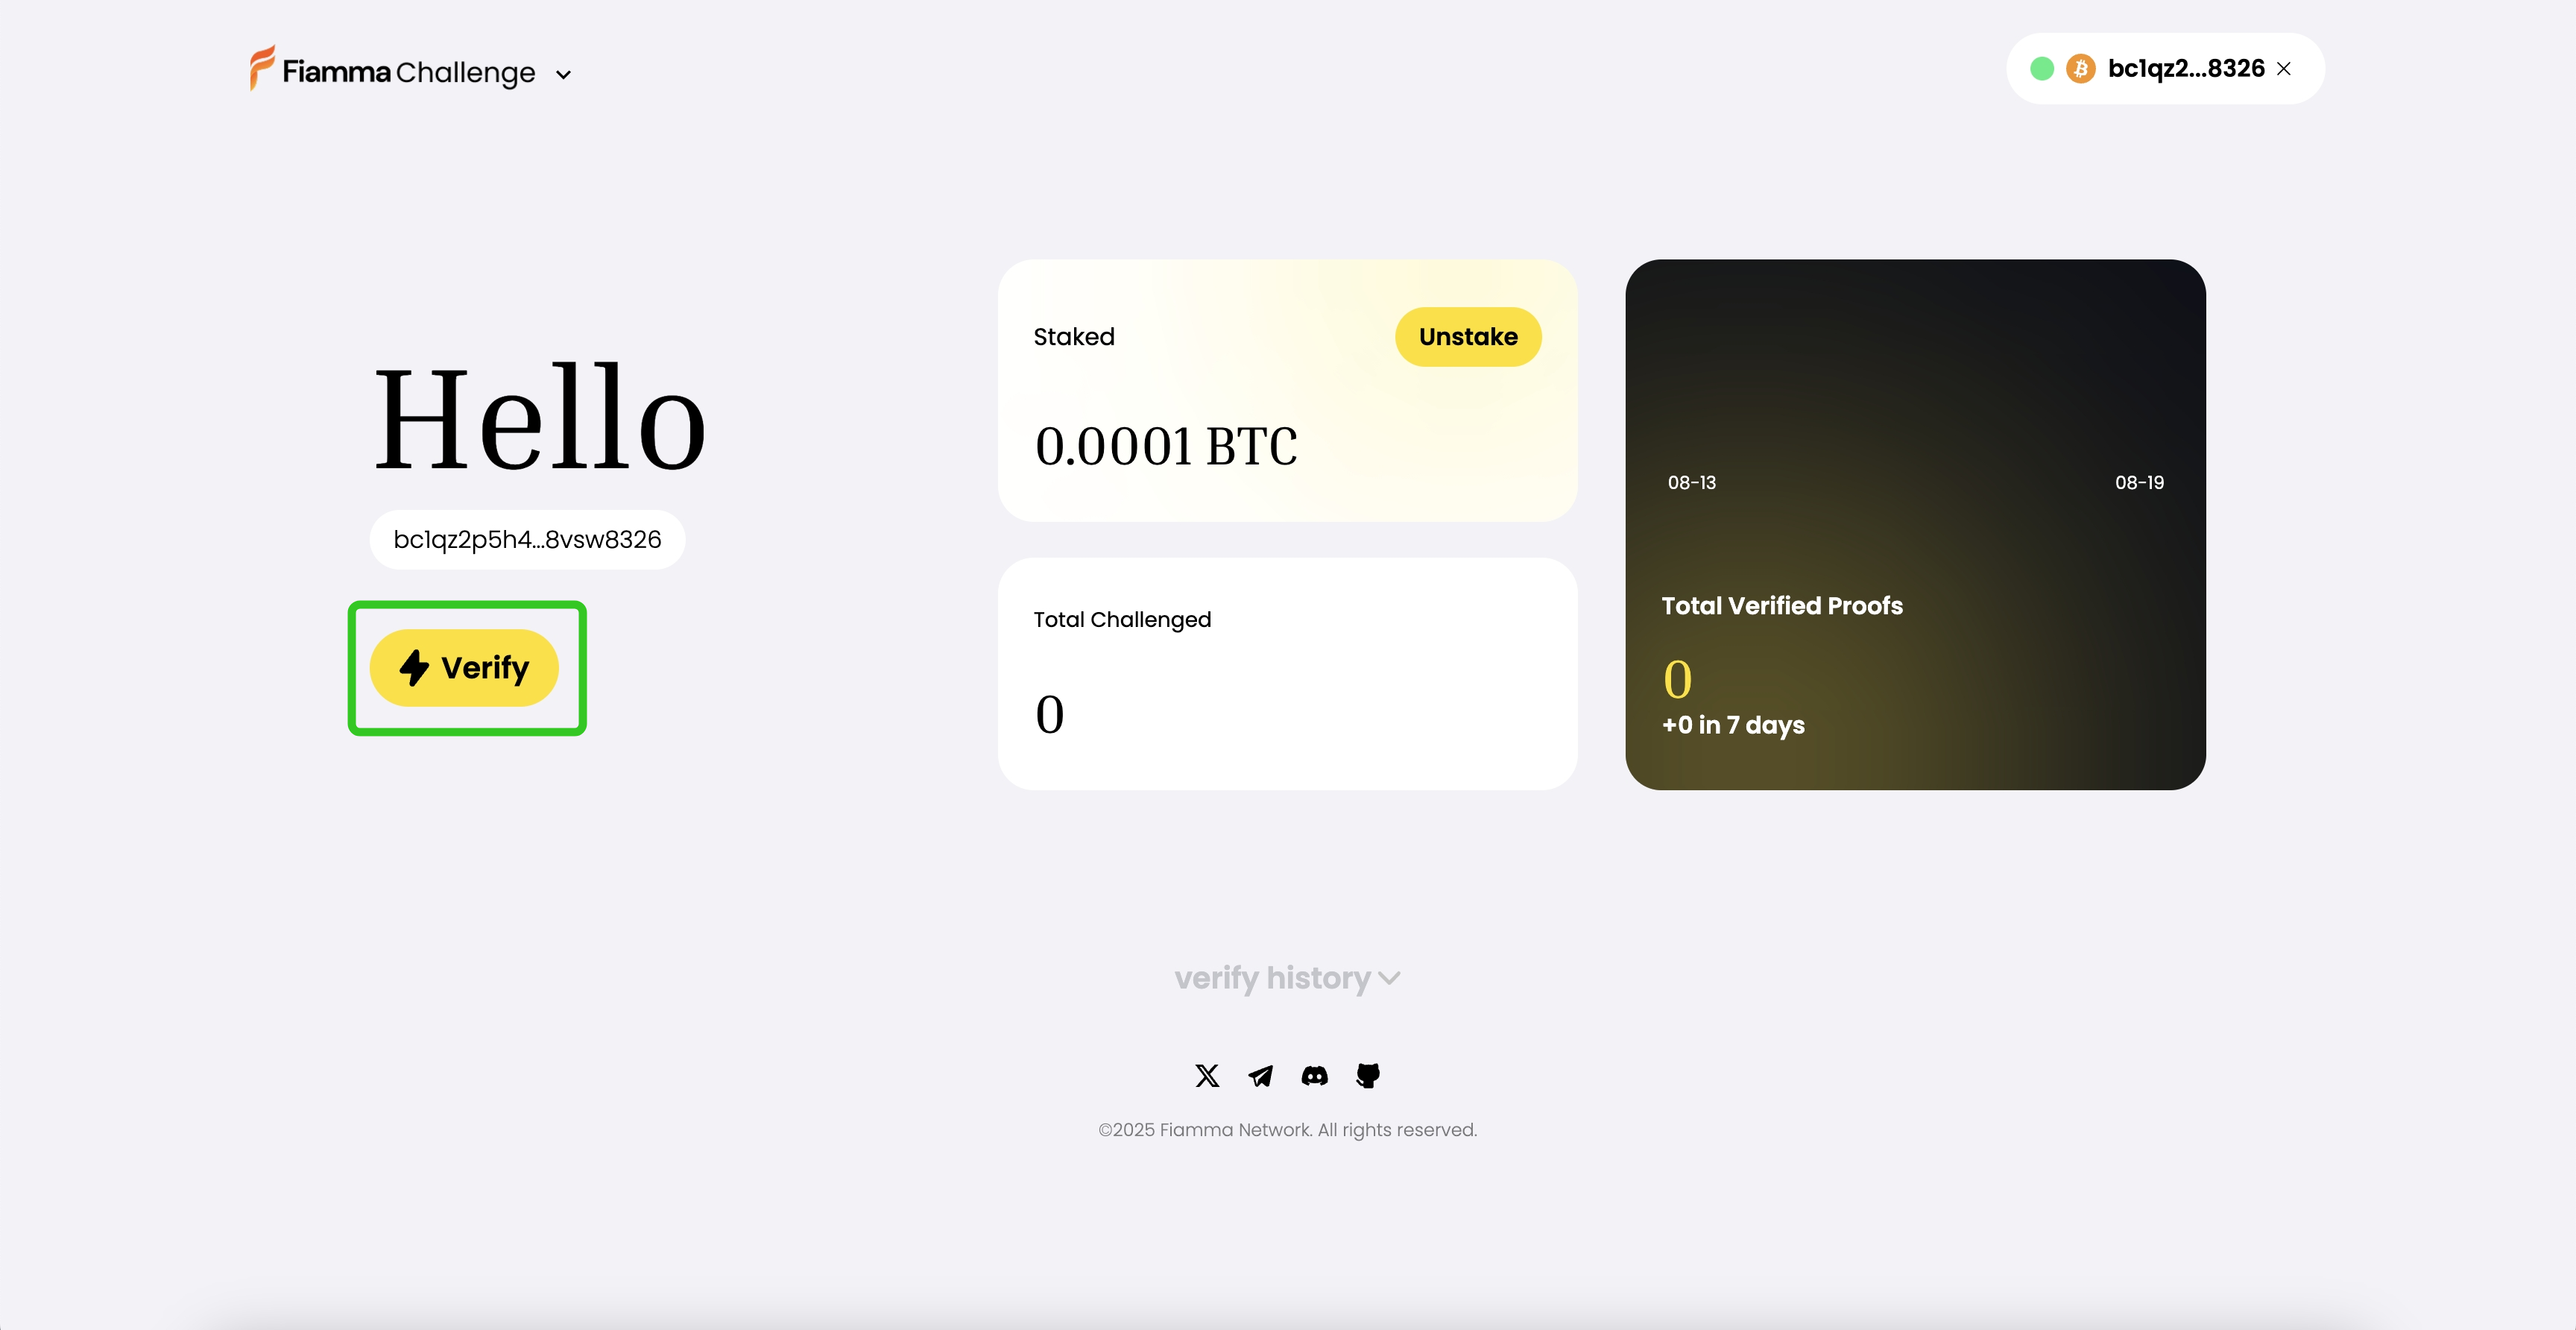 Fiamma Challenge
bc1qz2...8326
Hello
bc1qz2p5h4...8vsw8326
Verify
Staked
Unstake
0.0001 BTC
Total Challenged
0
08-13
08-19
Total Verified Proofs
0
+0 in 7 days
verify history
©2025 Fiamma Network. All rights reserved.